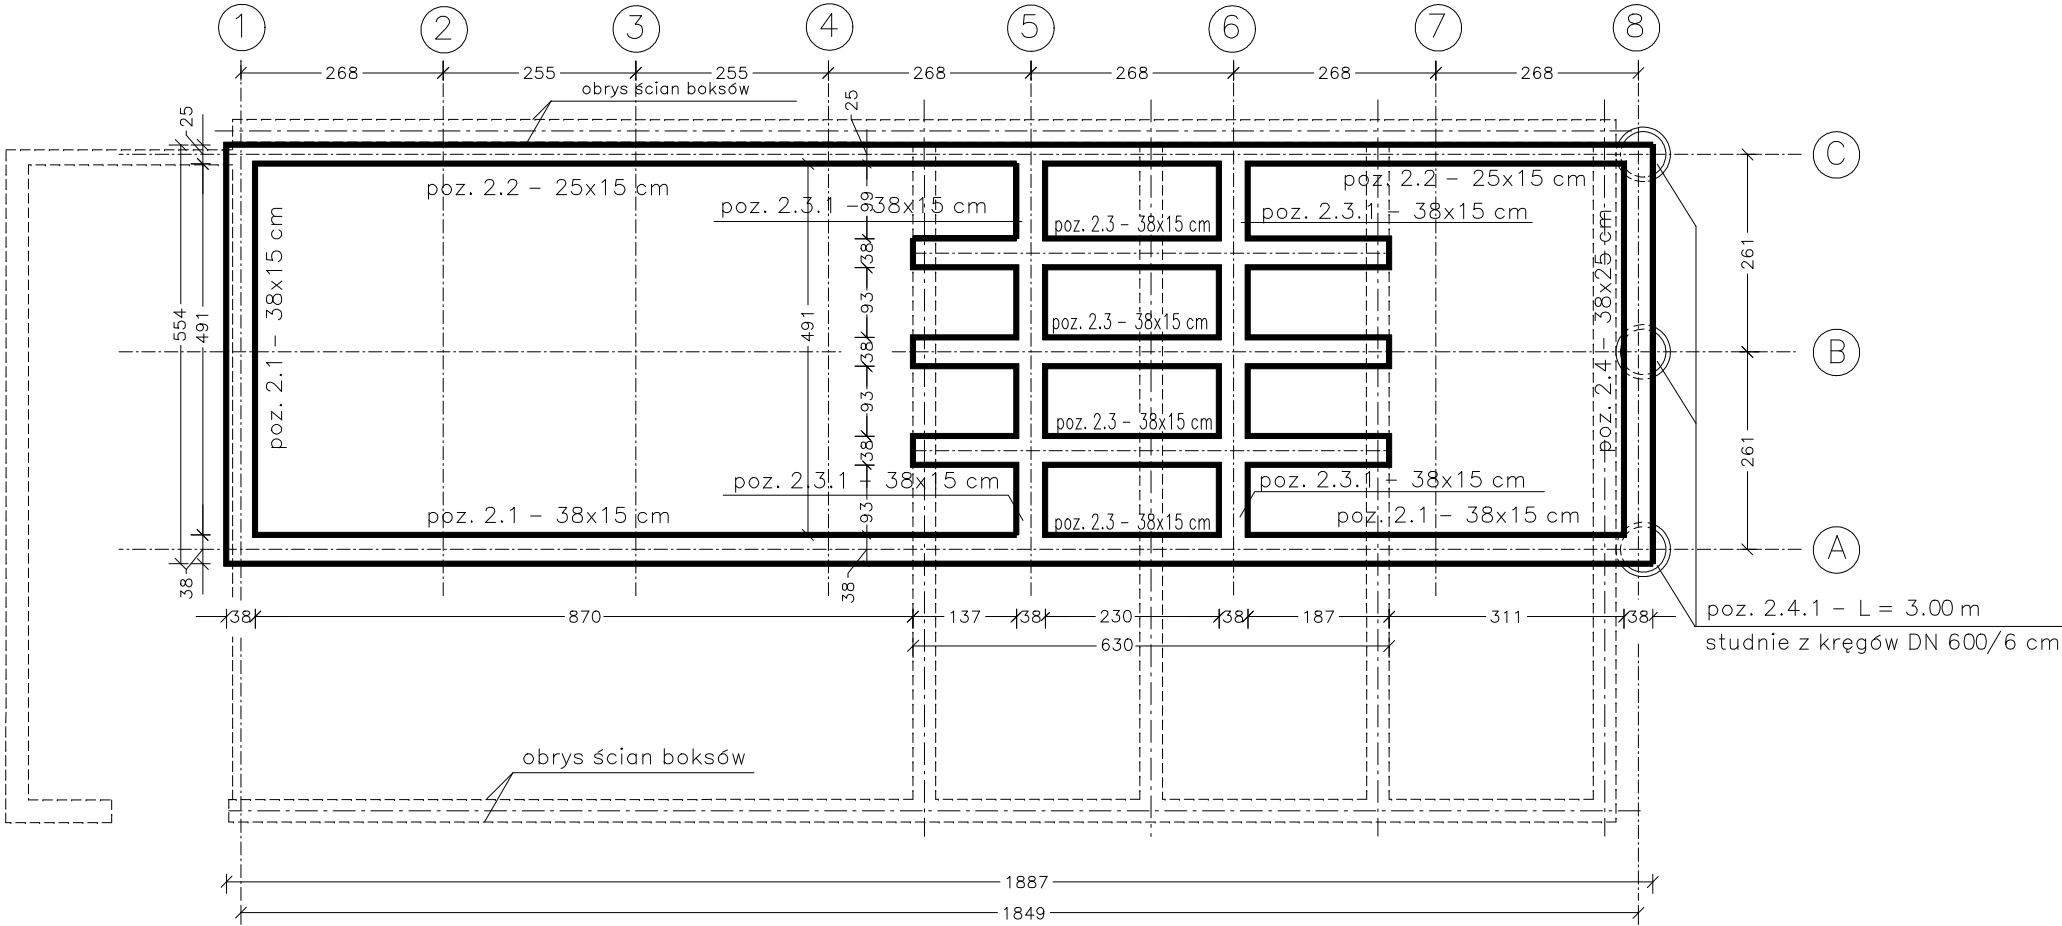 1 2 3 4 5 6 7 8
268 255 255 268 268 268 268
obrys ścian boksów
25
25
C
poz. 2.2 – 25x15 cm
poz. 2.2 – 25x15 cm
poz. 2.3.1 – 38x15 cm
poz. 2.3.1 – 38x15 cm
99
poz. 2.3 – 38x15 cm
poz. 2.1 – 38x15 cm
38
261
poz. 2.4 – 38x25 cm
554
491
491
93
poz. 2.3 – 38x15 cm
38
B
93
poz. 2.3 – 38x15 cm
38
261
poz. 2.3.1 – 38x15 cm
poz. 2.3.1 – 38x15 cm
93
poz. 2.1 – 38x15 cm
poz. 2.3 – 38x15 cm
poz. 2.1 – 38x15 cm
A
38
38
38 870 137 38 230 38 187 311 38
630
poz. 2.4.1 – L = 3.00 m
studnie z kręgów DN 600/6 cm
obrys ścian boksów
1887
1849